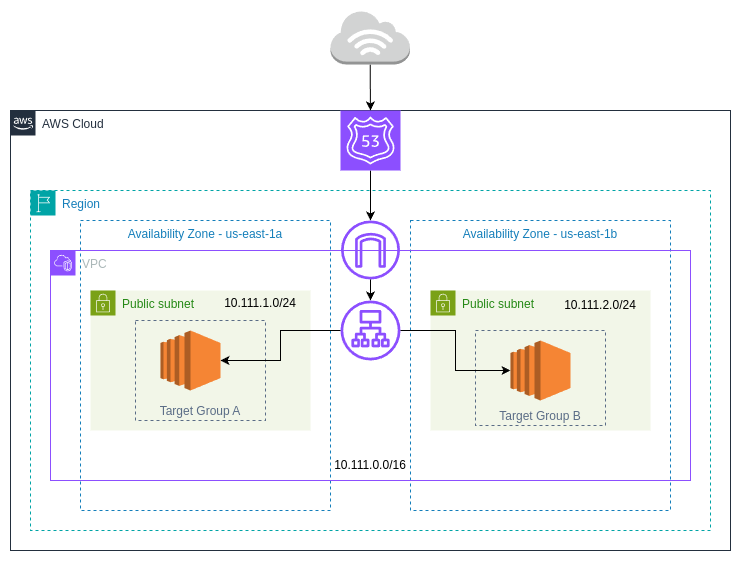 aws
AWS Cloud
53
Region
Availability Zone - us-east-1a
Availability Zone - us-east-1b
VPC
Public subnet
10.111.1.0/24
Public subnet
10.111.2.0/24
Target Group A
Target Group B
10.111.0.0/16